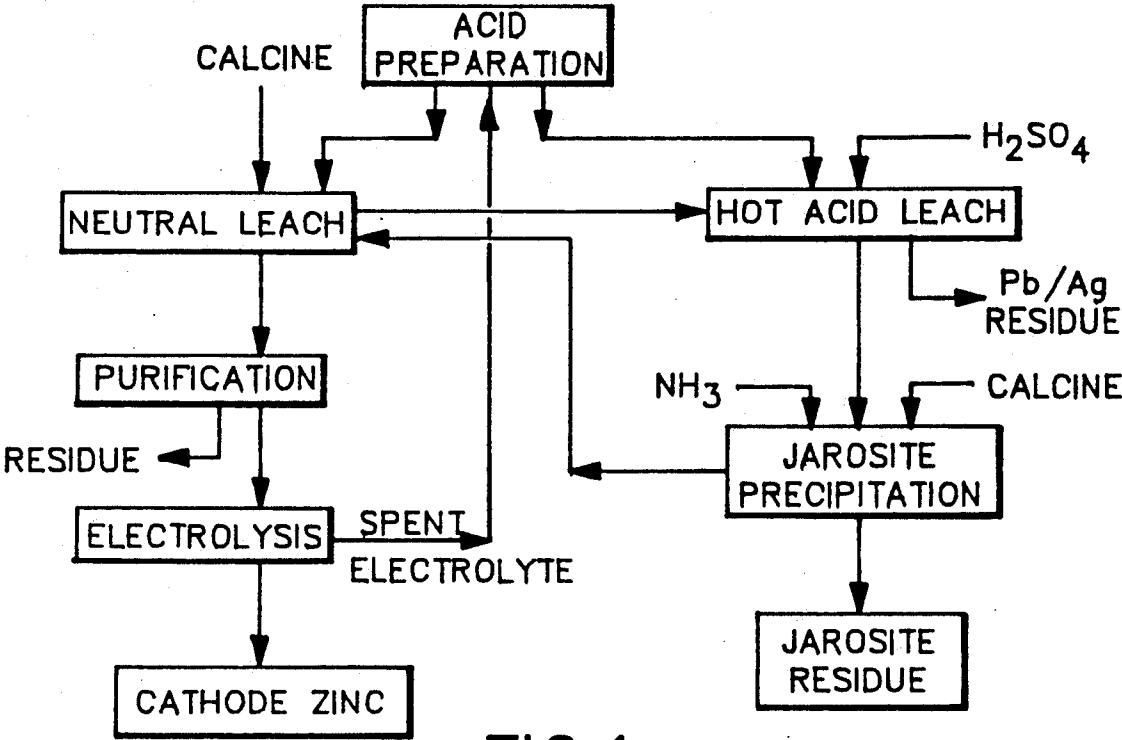 ACID
PREPARATION
CALCINE
H2SO4
NEUTRAL LEACH
HOT ACID LEACH
Pb/Ag
RESIDUE
PURIFICATION
NH3
CALCINE
RESIDUE
JAROSITE
PRECIPITATION
ELECTROLYSIS
SPENT
ELECTROLYTE
JAROSITE
RESIDUE
CATHODE ZINC